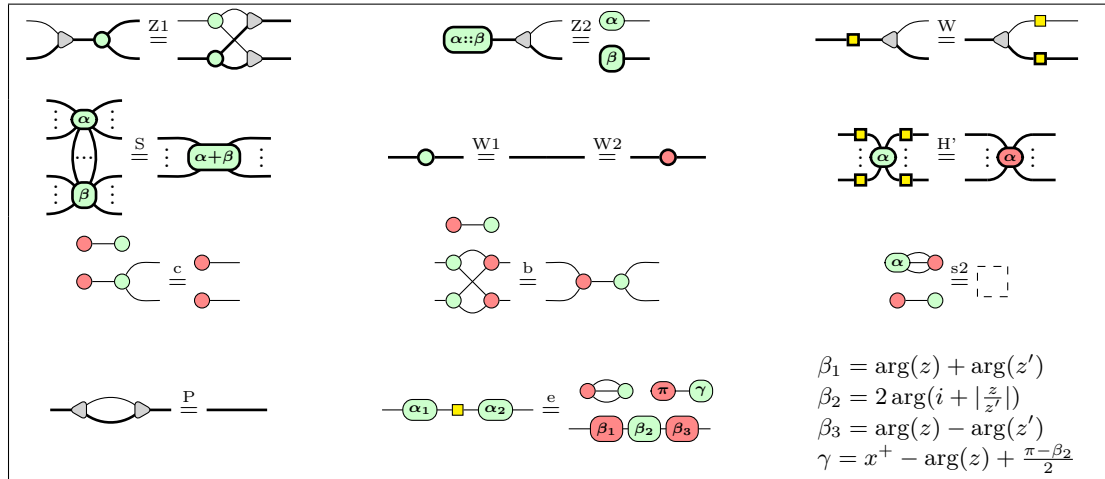 Z1
=
α::β
Z2
=
α
β
W
=
α
⋮ ⋮
...
β
⋮ ⋮
S
=
α+β
⋮ ⋮
W1
=
W2
=
α
⋮ ⋮
H'
=
α
⋮ ⋮
c
=
b
=
α
s2
=
P
=
α₁ α₂
e
=
π γ
β₁ β₂ β₃
β₁ = arg(z) + arg(z′)
β₂ = 2 arg(i + |z/z′|)
β₃ = arg(z) − arg(z′)
γ = x⁺ − arg(z) + (π−β₂)/2